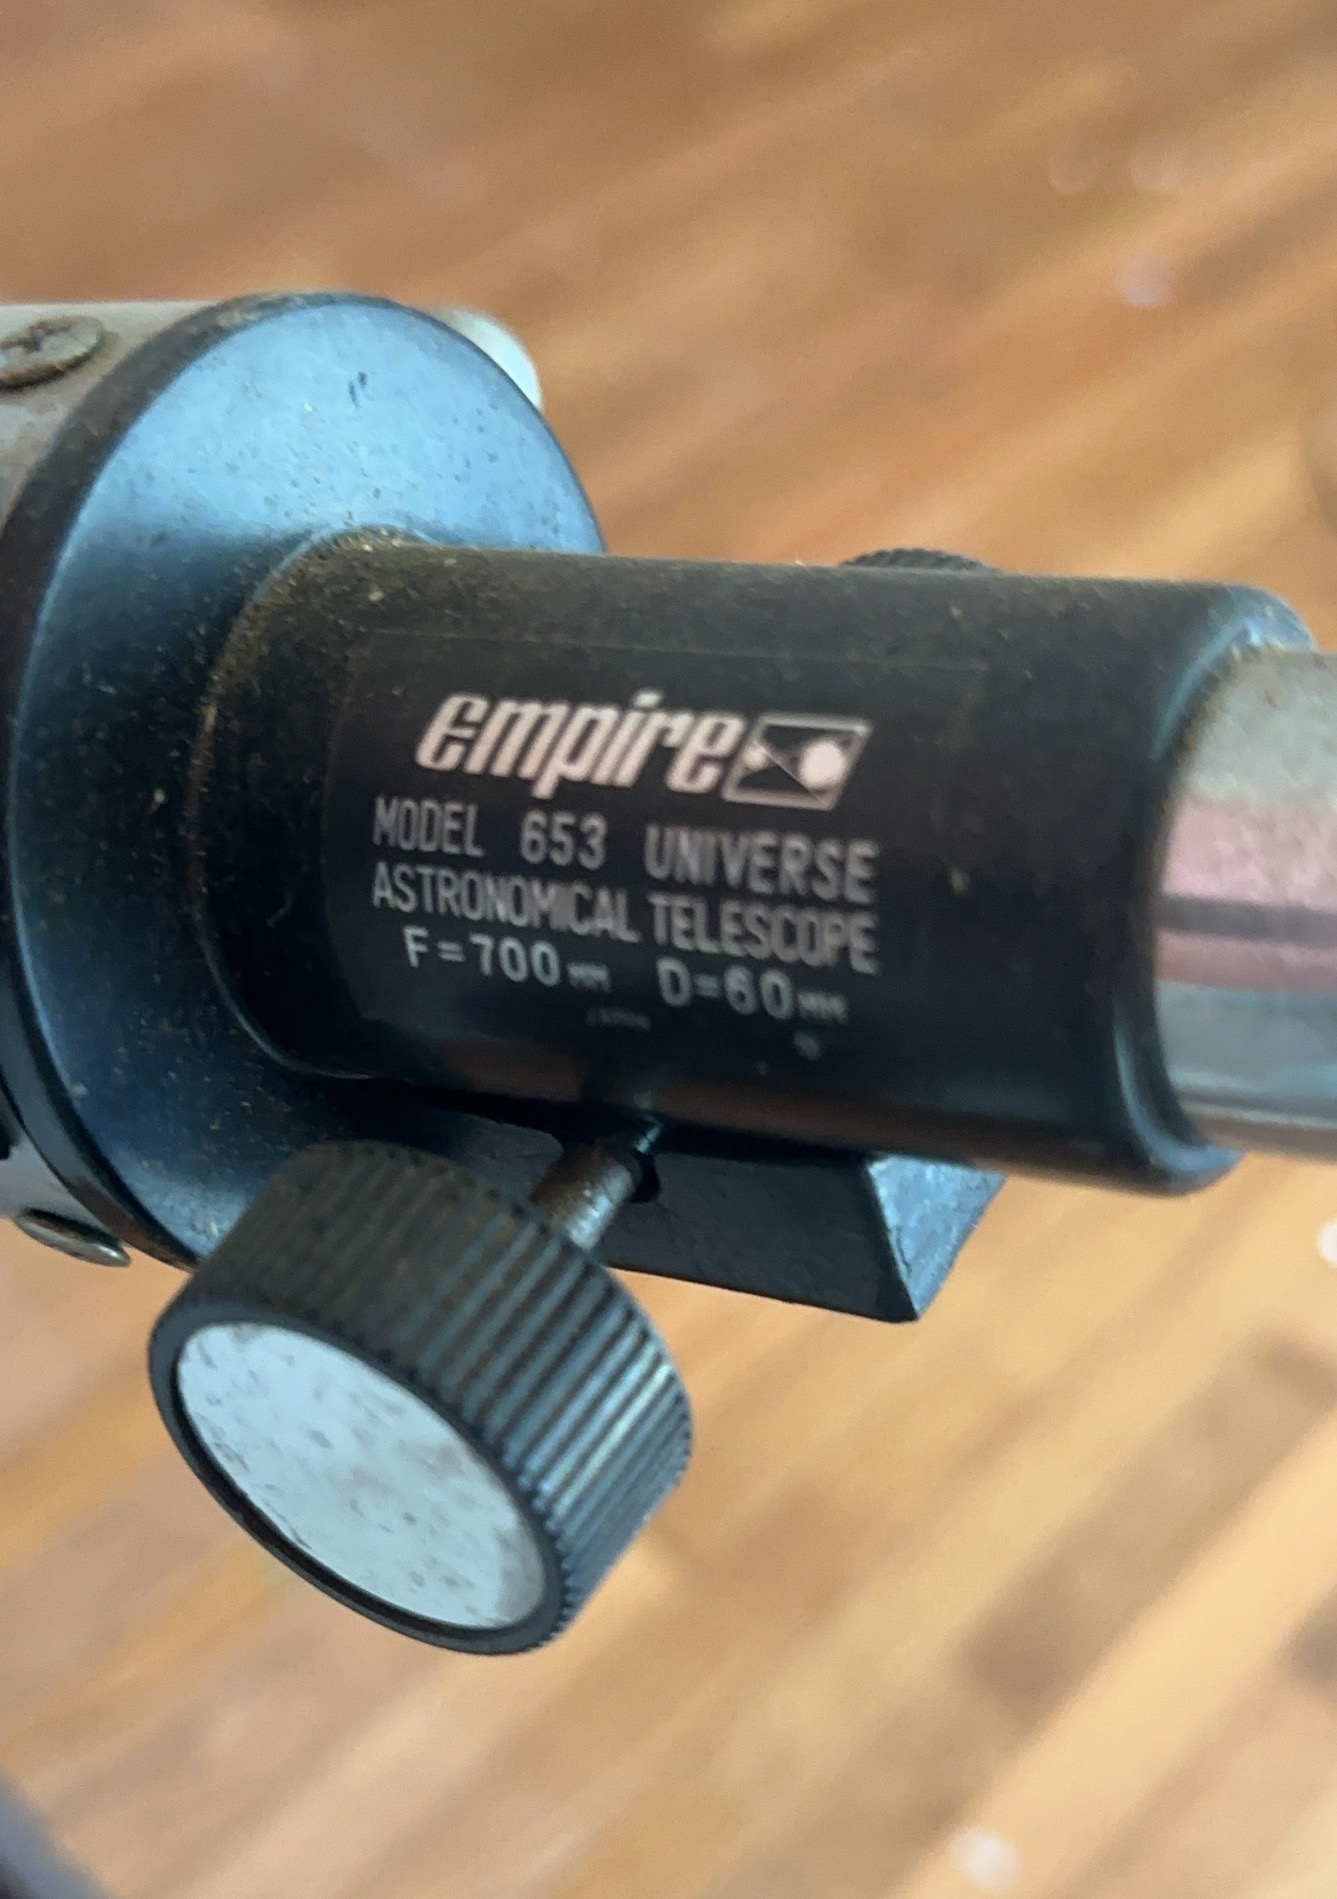 empire
MODEL 653 UNIVERSE
ASTRONOMICAL TELESCOPE
F=700MM D=60MM